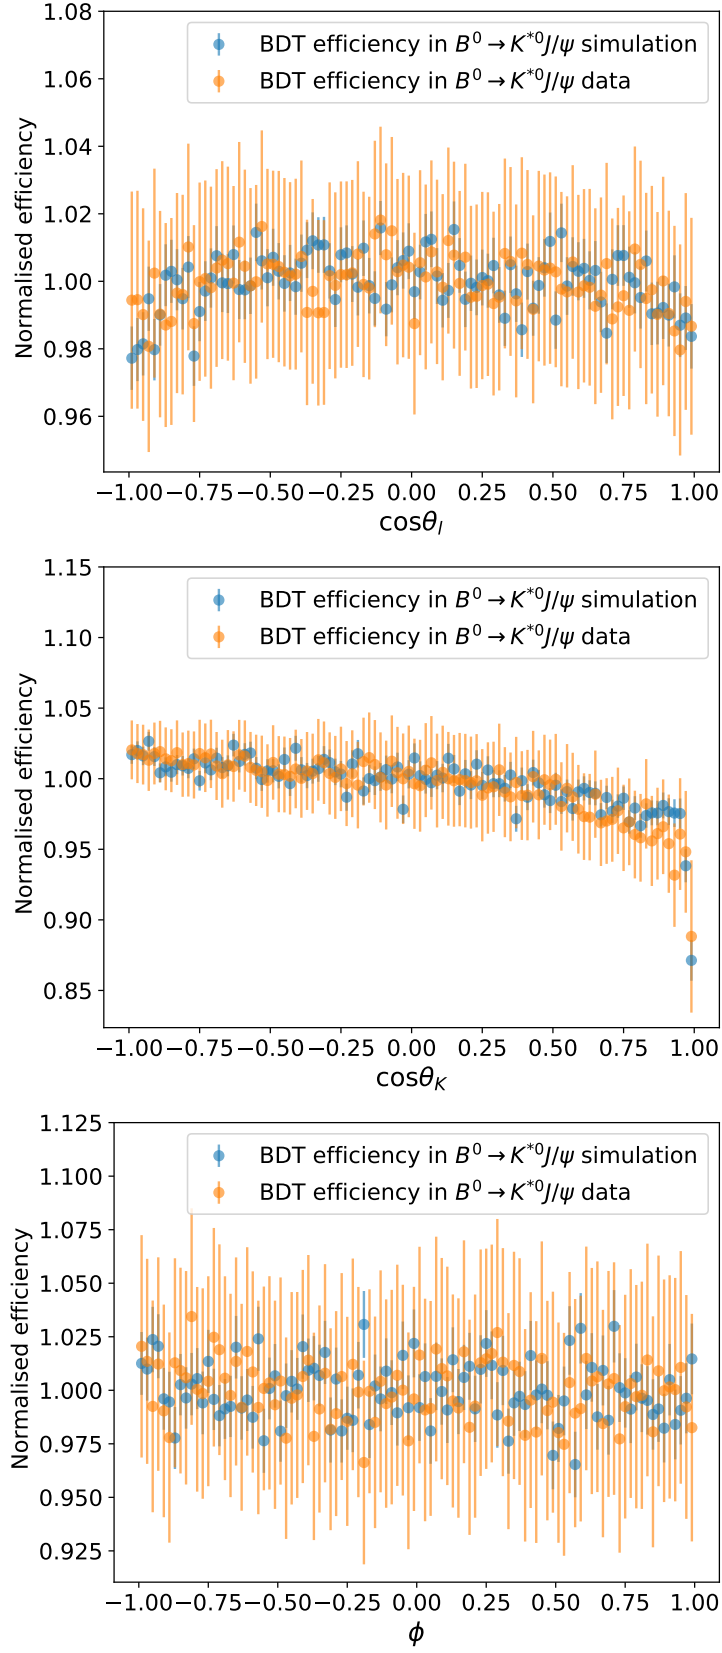 1.08
1.06
1.04
1.02
1.00
0.98
0.96
Normalised efficiency
BDT efficiency in B⁰ → K*⁰J/ψ simulation
BDT efficiency in B⁰ → K*⁰J/ψ data
−1.00 −0.75 −0.50 −0.25 0.00 0.25 0.50 0.75 1.00
cosθ_l
1.15
1.10
1.05
1.00
0.95
0.90
0.85
Normalised efficiency
BDT efficiency in B⁰ → K*⁰J/ψ simulation
BDT efficiency in B⁰ → K*⁰J/ψ data
−1.00 −0.75 −0.50 −0.25 0.00 0.25 0.50 0.75 1.00
cosθ_K
1.125
1.100
1.075
1.050
1.025
1.000
0.975
0.950
0.925
Normalised efficiency
BDT efficiency in B⁰ → K*⁰J/ψ simulation
BDT efficiency in B⁰ → K*⁰J/ψ data
−1.00 −0.75 −0.50 −0.25 0.00 0.25 0.50 0.75 1.00
ϕ